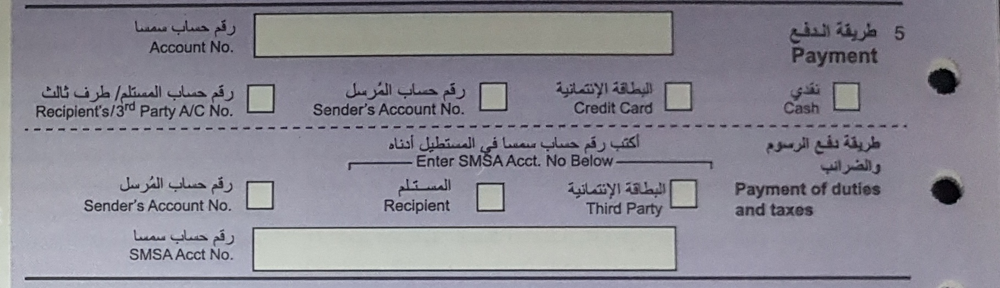 5 طريقة الدفع
Payment
رقم حساب سمسا
Account No.
نقدي
Cash
البطاقة الإئتمانية
Credit Card
رقم حساب المُرسل
Sender's Account No.
رقم حساب المستلم/ طرف ثالث
Recipient's/3rd Party A/C No.
طريقة دفع الرسوم
والضرائب
Payment of duties
and taxes
أكتب رقم حساب سمسا في المستطيل أدناه
Enter SMSA Acct. No Below
البطاقة الإئتمانية
Third Party
المستلم
Recipient
رقم حساب المُرسل
Sender's Account No.
رقم حساب سمسا
SMSA Acct No.